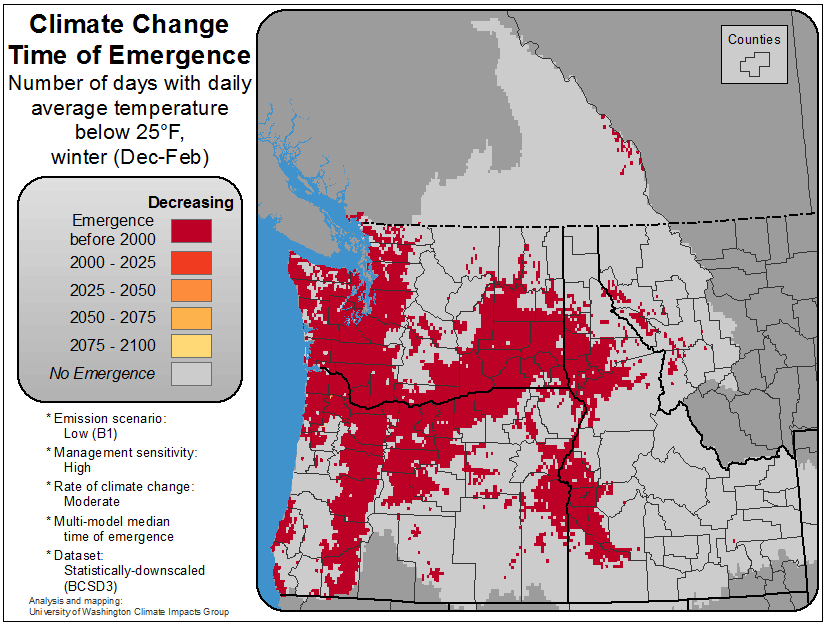 Climate Change
Time of Emergence
Number of days with daily
average temperature
below 25°F,
winter (Dec-Feb)
Decreasing
Emergence
before 2000
2000 - 2025
2025 - 2050
2050 - 2075
2075 - 2100
No Emergence
* Emission scenario:
Low (B1)
* Management sensitivity:
High
* Rate of climate change:
Moderate
* Multi-model median
time of emergence
* Dataset:
Statistically-downscaled
(BCSD3)
Analysis and mapping:
University of Washington Climate Impacts Group
Counties